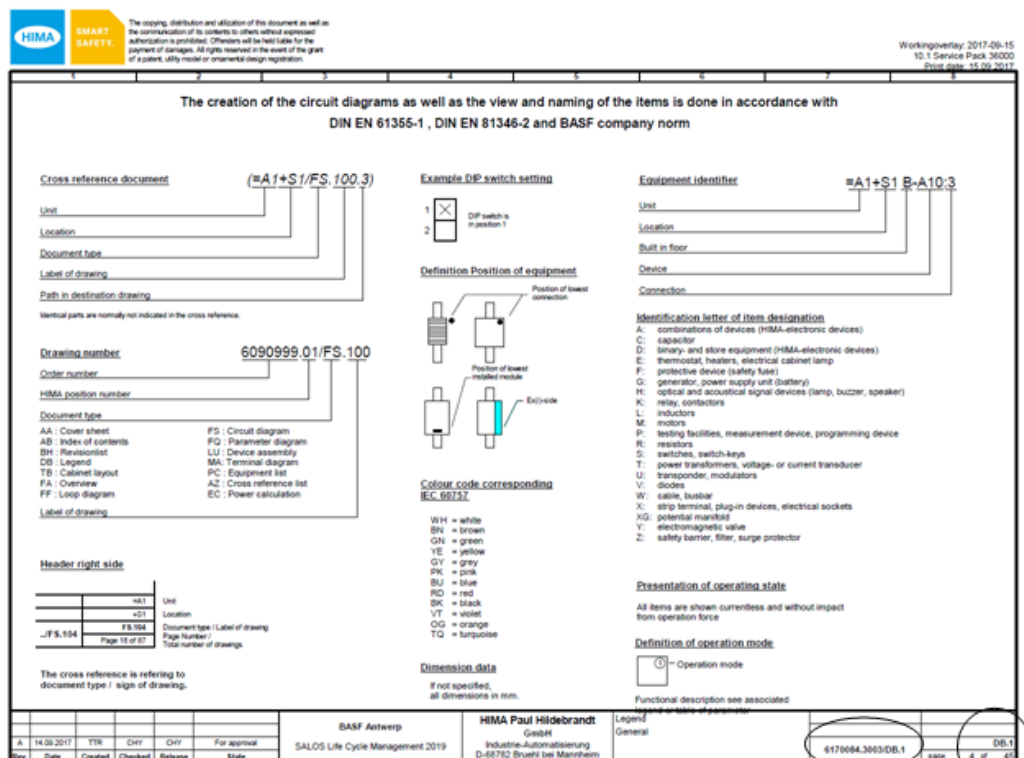 HIMA
SMART
SAFETY.
The copying, distribution and utilization of this document as well as
the communication of its contents to others without expressed
authorization is prohibited. Offenders will be held liable for the
payment of damages. All rights reserved in the event of the grant
of a patent, utility model or ornamental design registration.
Workingoverlay: 2017-09-15
10.1 Service Pack 36000
Print date: 15.09.2017
1 2 3 4 5 6 7 8
The creation of the circuit diagrams as well as the view and naming of the items is done in accordance with
DIN EN 61355-1 , DIN EN 81346-2 and BASF company norm
Cross reference document (=A1+S1/FS.100.3)
Unit
Location
Document type
Label of drawing
Path in destination drawing
Identical parts are normally not indicated in the cross reference.
Drawing number 6090999.01/FS.100
Order number
HIMA position number
Document type
AA : Cover sheet
AB : Index of contents
BH : Revisionlist
DB : Legend
TB : Cabinet layout
FA : Overview
FF : Loop diagram
FS : Circuit diagram
FQ : Parameter diagram
LU : Device assembly
MA: Terminal diagram
PC : Equipment list
AZ : Cross reference list
EC : Power calculation
Label of drawing
Header right side
=A1 Unit
+S1 Location
../FS.104
FS.104 Document type / Label of drawing
Page 16 of 87 Page Number /
Total number of drawings
The cross reference is refering to
document type / sign of drawing.
Example DIP switch setting
1
2
DIP switch is
in position 1
Definition Position of equipment
Position of lowest
connection
Position of lowest
installed module
Ex(i)-side
Colour code corresponding
IEC 60757
WH = white
BN = brown
GN = green
YE = yellow
GY = grey
PK = pink
BU = blue
RD = red
BK = black
VT = violet
OG = orange
TQ = turquoise
Dimension data
If not specified,
all dimensions in mm.
Equipment identifier =A1+S1 B-A10:3
Unit
Location
Built in floor
Device
Connection
Identification letter of item designation
A: combinations of devices (HIMA-electronic devices)
C: capacitor
D: binary- and store equipment (HIMA-electronic devices)
E: thermostat, heaters, electrical cabinet lamp
F: protective device (safety fuse)
G: generator, power supply unit (battery)
H: optical and acoustical signal devices (lamp, buzzer, speaker)
K: relay, contactors
L: inductors
M: motors
P: testing facilities, measurement device, programming device
R: resistors
S: switches, switch-keys
T: power transformers, voltage- or current transducer
U: transponder, modulators
V: diodes
W: cable, busbar
X: strip terminal, plug-in devices, electrical sockets
XG: potential manifold
Y: electromagnetic valve
Z: safety barrier, filter, surge protector
Presentation of operating state
All items are shown currentless and without impact
from operation force
Definition of operation mode
1 = Operation mode
Functional description see associated
legend or table of parameter
A 14.09.2017 TTR CHY CHY For approval
Rev. Date Created Checked Release State
BASF Antwerp
SALOS Life Cycle Management 2019
HIMA Paul Hildebrandt
GmbH
Industrie-Automatisierung
D-68782 Bruehl bei Mannheim
Legend
General
6170084.3003/DB.1
DB.1
page 4 of